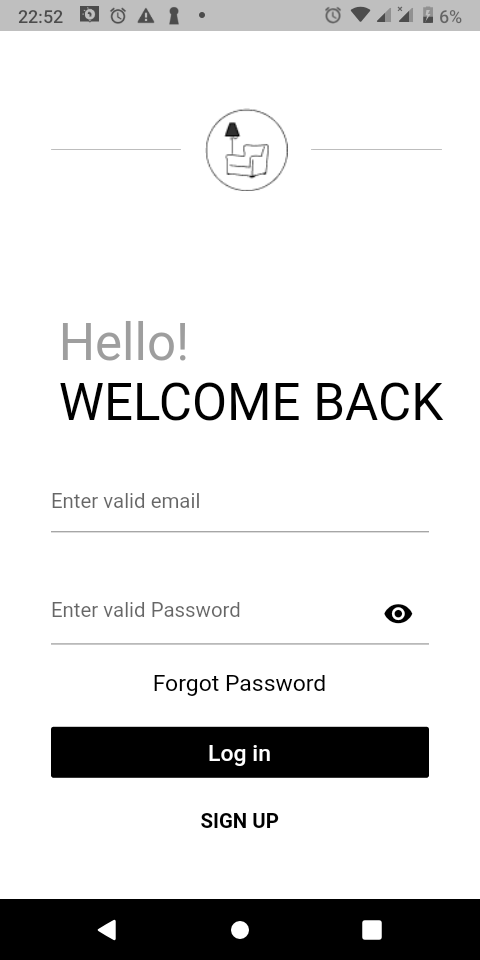 22:52
6%
Hello!
WELCOME BACK
Enter valid email
Enter valid Password
Forgot Password
Log in
SIGN UP